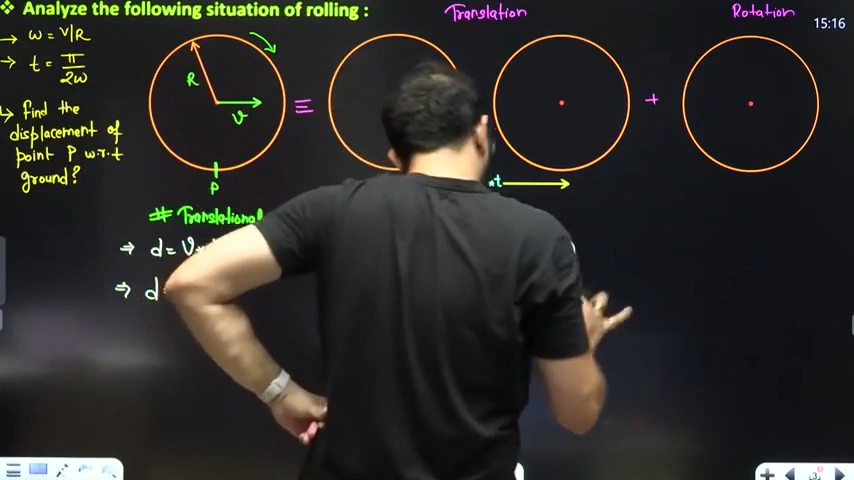 ❖ Analyze the following situation of rolling :
Translation
Rotation
15:16
→ ω = V/R
→ t = π/2ω
↳ find the
displacement of
point P w.r.t
ground?
R
V
P
≡
+
*t
# Translational
⇒ d = V
⇒ d